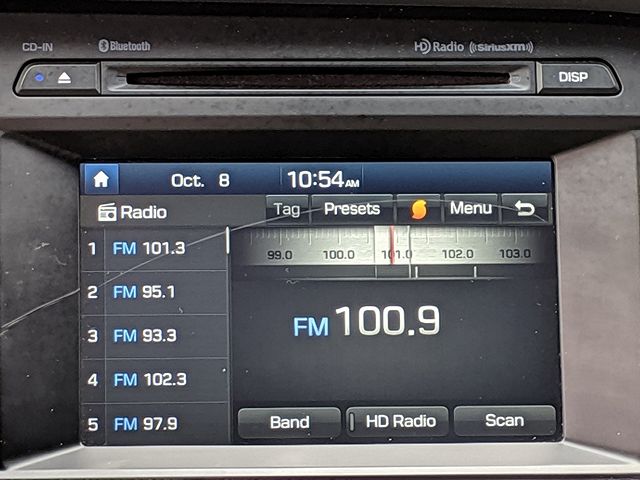 CD-IN Bluetooth HD Radio ((SiriusXM))
DISP
Oct. 8 10:54AM
Radio Tag Presets Menu
1 FM 101.3
2 FM 95.1
3 FM 93.3
4 FM 102.3
5 FM 97.9
99.0 100.0 101.0 102.0 103.0
FM 100.9
Band HD Radio Scan